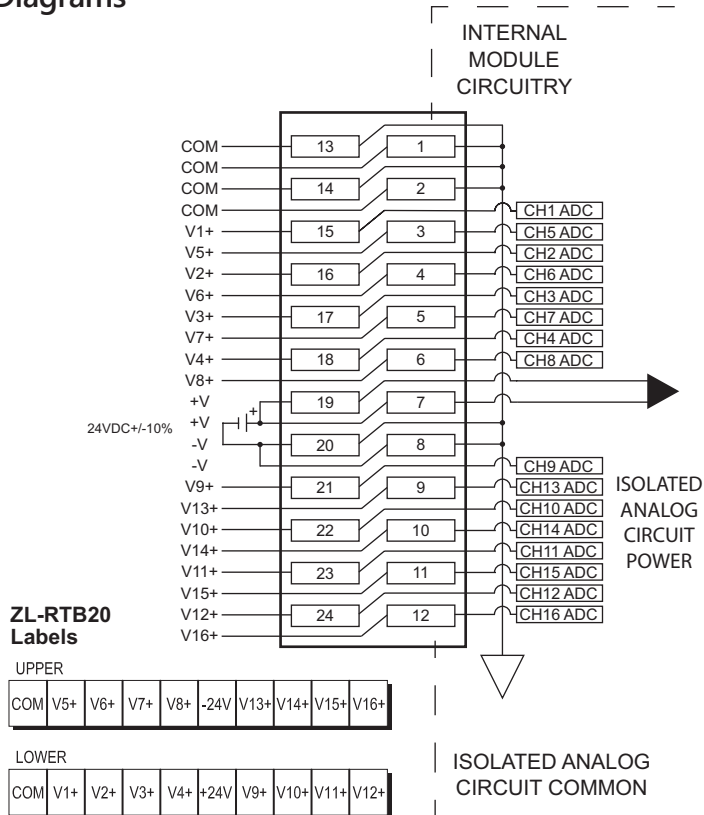 Diagrams
INTERNAL
MODULE
CIRCUITRY
COM
13
1
COM
COM
14
2
COM
CH1 ADC
V1+
15
3
CH5 ADC
V5+
CH2 ADC
V2+
16
4
CH6 ADC
V6+
CH3 ADC
V3+
17
5
CH7 ADC
V7+
CH4 ADC
V4+
18
6
CH8 ADC
V8+
+V
19
7
24VDC+/-10%
+V
+
-V
20
8
-V
CH9 ADC
V9+
21
9
CH13 ADC
V13+
CH10 ADC
V10+
22
10
CH14 ADC
V14+
CH11 ADC
V11+
23
11
CH15 ADC
V15+
CH12 ADC
V12+
24
12
CH16 ADC
V16+
ISOLATED
ANALOG
CIRCUIT
POWER
ZL-RTB20
Labels
UPPER
COM V5+ V6+ V7+ V8+ -24V V13+ V14+ V15+ V16+
LOWER
COM V1+ V2+ V3+ V4+ +24V V9+ V10+ V11+ V12+
ISOLATED ANALOG
CIRCUIT COMMON